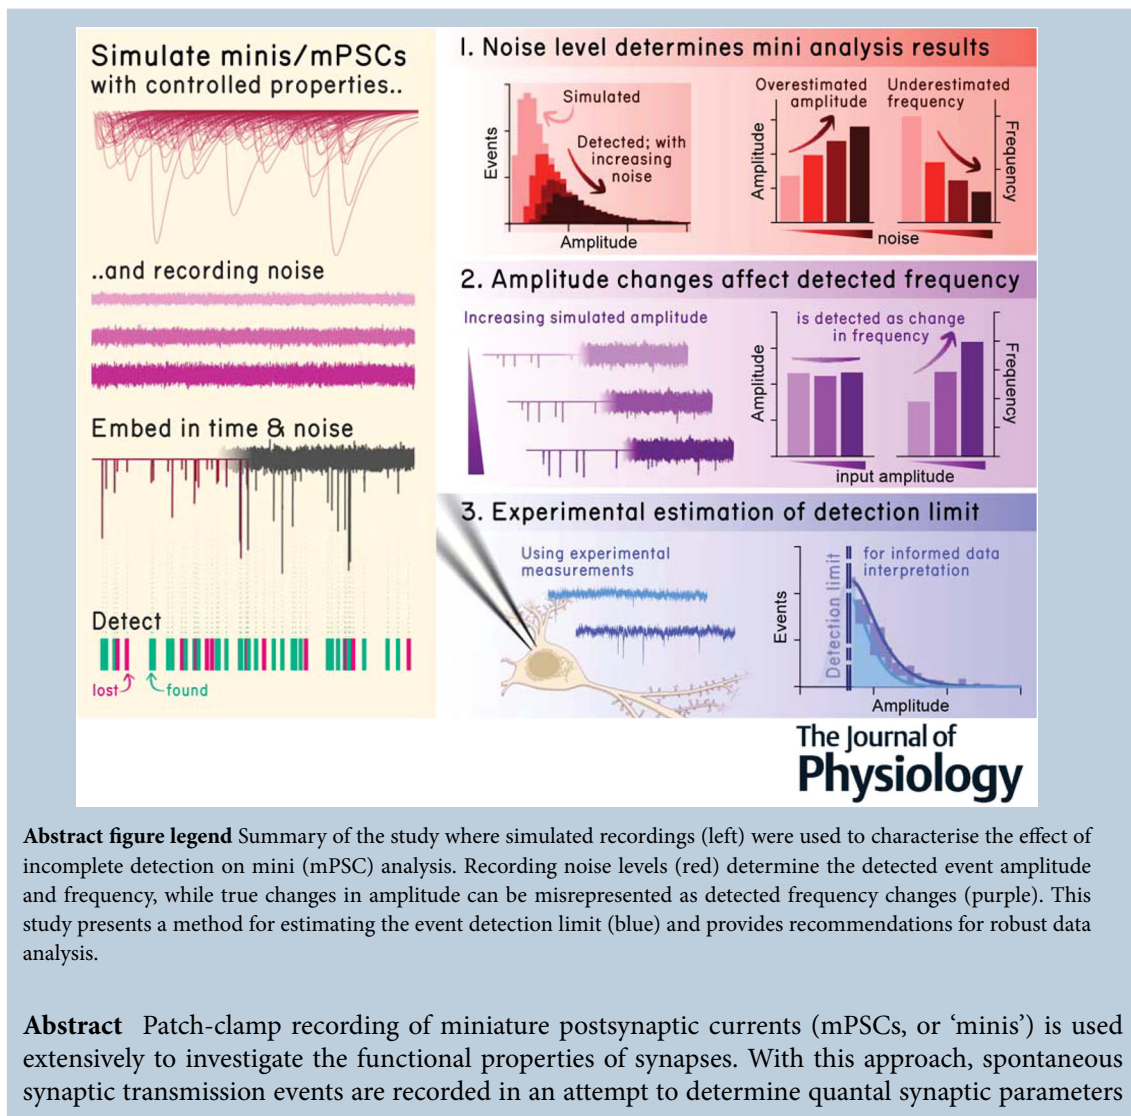 Simulate minis/mPSCs
with controlled properties..
..and recording noise
Embed in time & noise
Detect
lost
found
1. Noise level determines mini analysis results
Events
Simulated
Detected; with
increasing
noise
Amplitude
Overestimated
amplitude
Underestimated
frequency
Amplitude
Frequency
noise
2. Amplitude changes affect detected frequency
Increasing simulated amplitude
is detected as change
in frequency
Amplitude
Frequency
input amplitude
3. Experimental estimation of detection limit
Using experimental
measurements
Events
Detection limit
for informed data
interpretation
Amplitude
The Journal of
Physiology
Abstract figure legend Summary of the study where simulated recordings (left) were used to characterise the effect of
incomplete detection on mini (mPSC) analysis. Recording noise levels (red) determine the detected event amplitude
and frequency, while true changes in amplitude can be misrepresented as detected frequency changes (purple). This
study presents a method for estimating the event detection limit (blue) and provides recommendations for robust data
analysis.
Abstract Patch-clamp recording of miniature postsynaptic currents (mPSCs, or ‘minis’) is used
extensively to investigate the functional properties of synapses. With this approach, spontaneous
synaptic transmission events are recorded in an attempt to determine quantal synaptic parameters